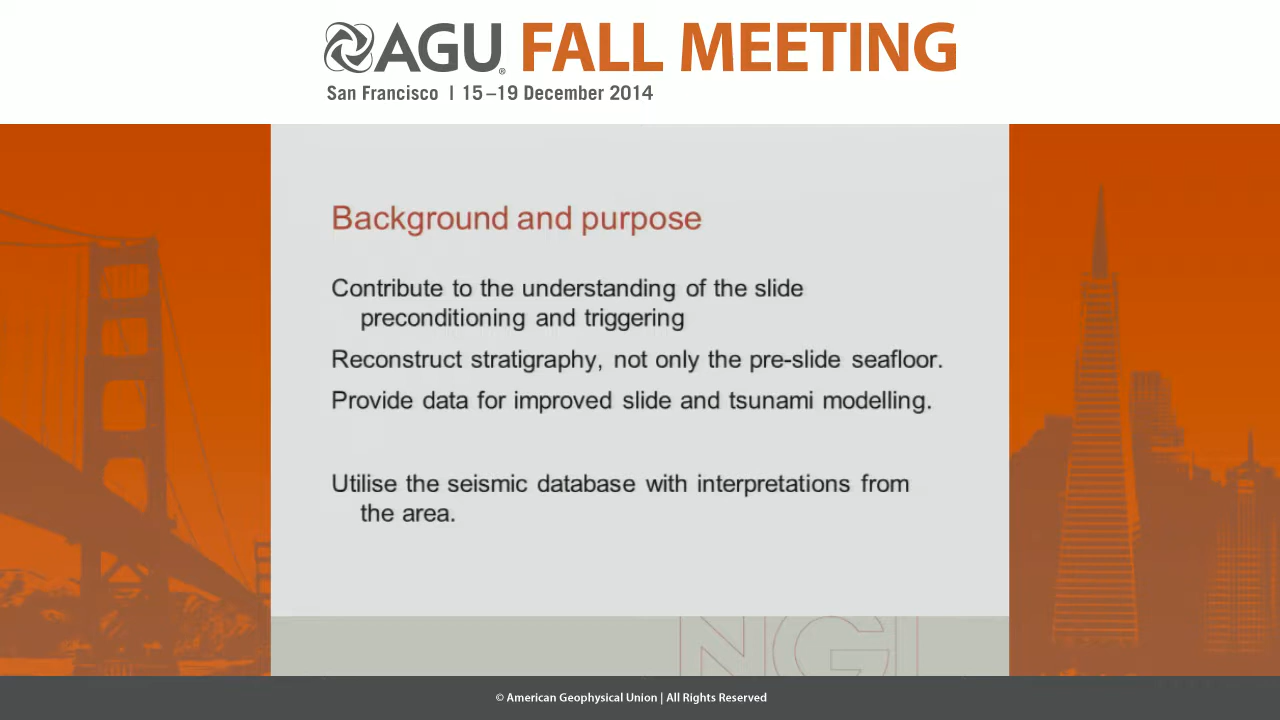 AGU® FALL MEETING
San Francisco | 15–19 December 2014
Background and purpose
Contribute to the understanding of the slide
preconditioning and triggering
Reconstruct stratigraphy, not only the pre-slide seafloor.
Provide data for improved slide and tsunami modelling.
Utilise the seismic database with interpretations from
the area.
NGI
© American Geophysical Union | All Rights Reserved